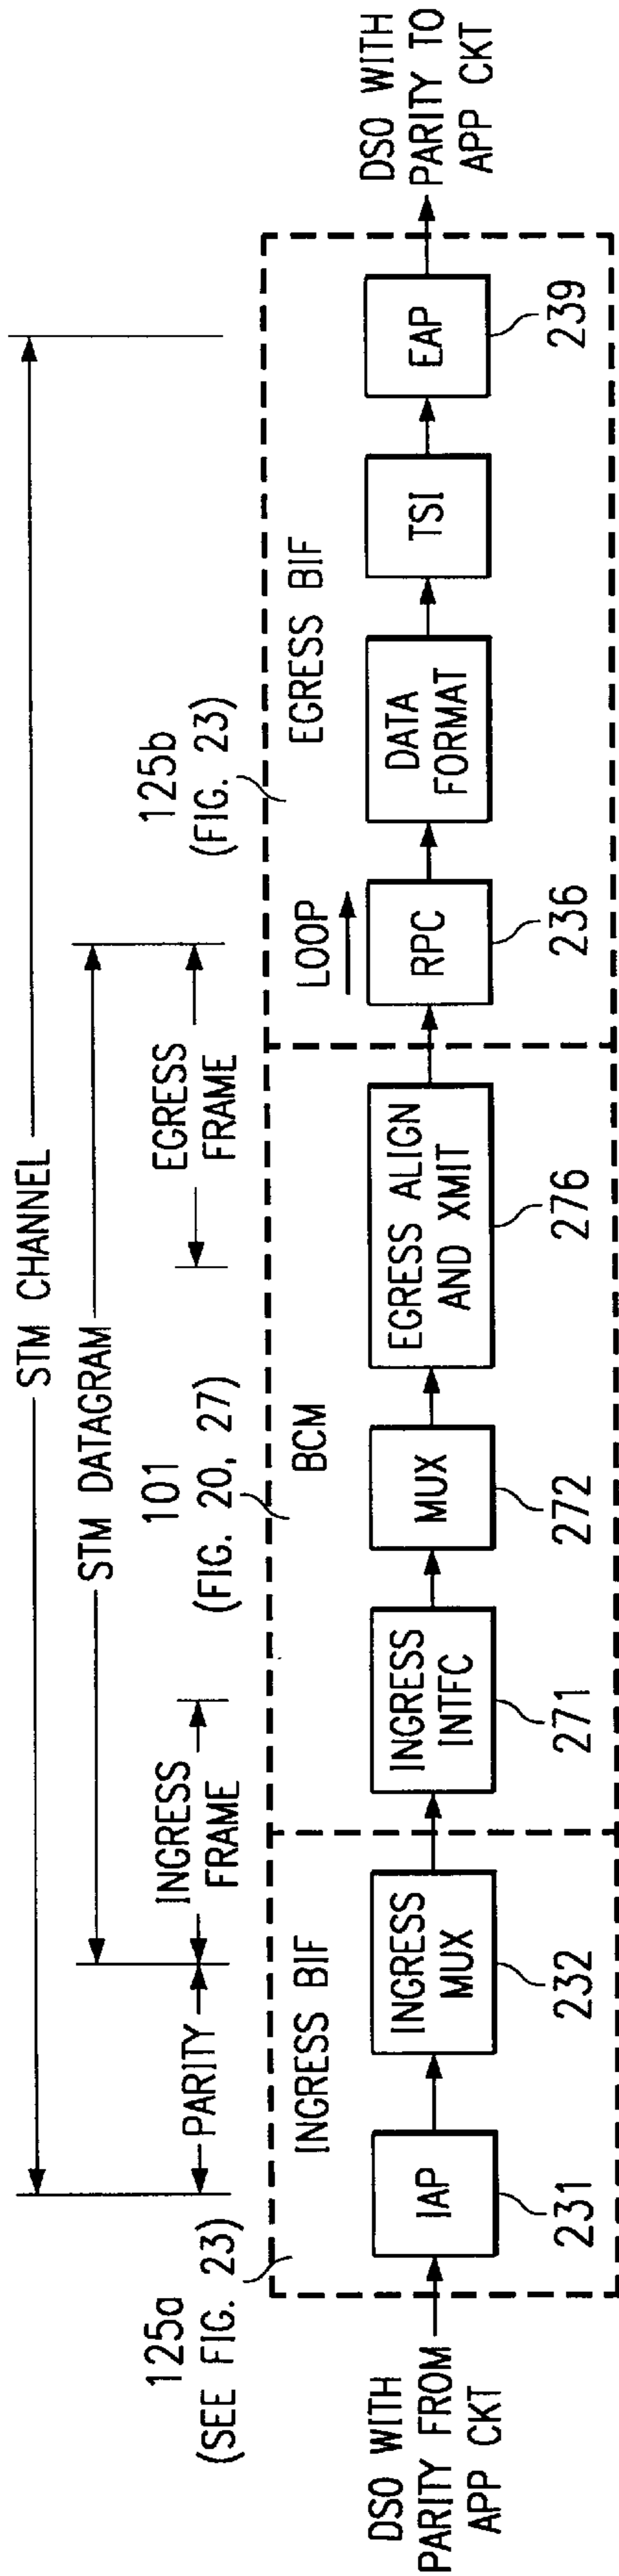 STM CHANNEL
STM DATAGRAM
PARITY
INGRESS
FRAME
EGRESS
FRAME
125a
(SEE FIG. 23)
101
(FIG. 20, 27)
125b
(FIG. 23)
INGRESS BIF
BCM
EGRESS BIF
LOOP
DSO WITH
PARITY FROM
APP CKT
IAP
231
INGRESS
MUX
232
INGRESS
INTFC
271
MUX
272
EGRESS ALIGN
AND XMIT
276
RPC
236
DATA
FORMAT
TSI
EAP
239
DSO WITH
PARITY TO
APP CKT